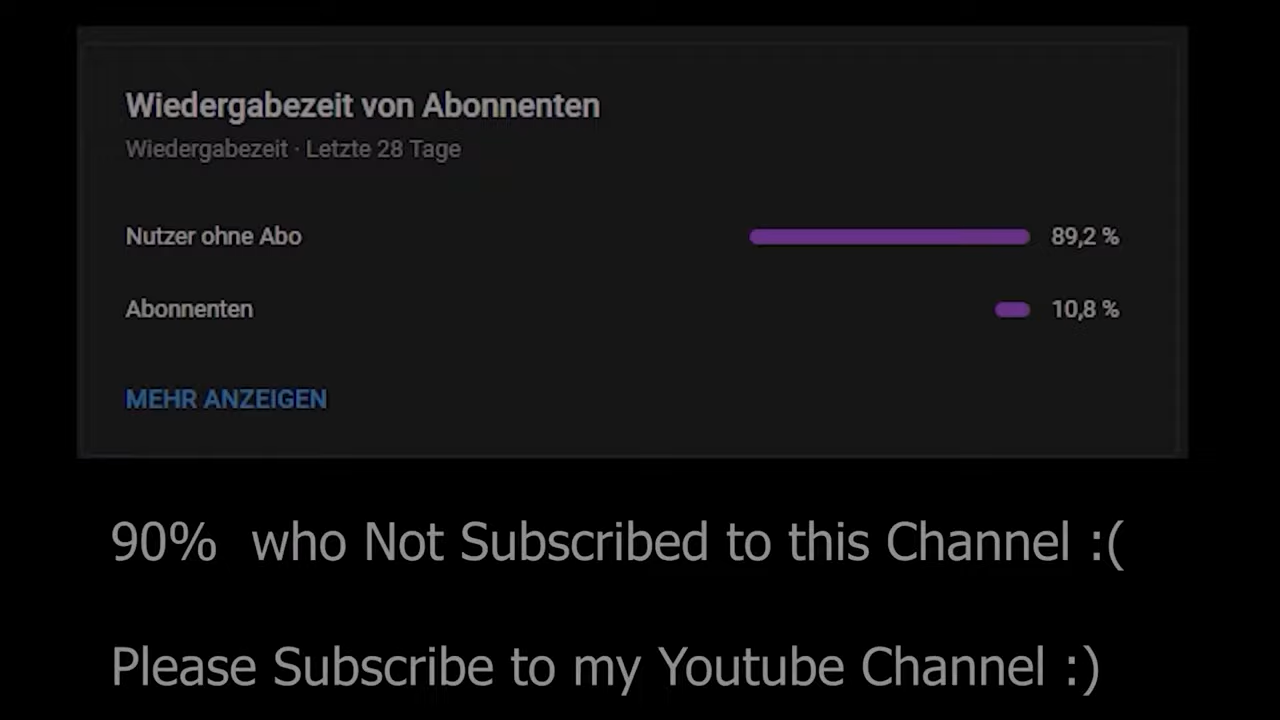 Wiedergabezeit von Abonnenten
Wiedergabezeit · Letzte 28 Tage
Nutzer ohne Abo 89,2 %
Abonnenten 10,8 %
MEHR ANZEIGEN
90% who Not Subscribed to this Channel :(
Please Subscribe to my Youtube Channel :)